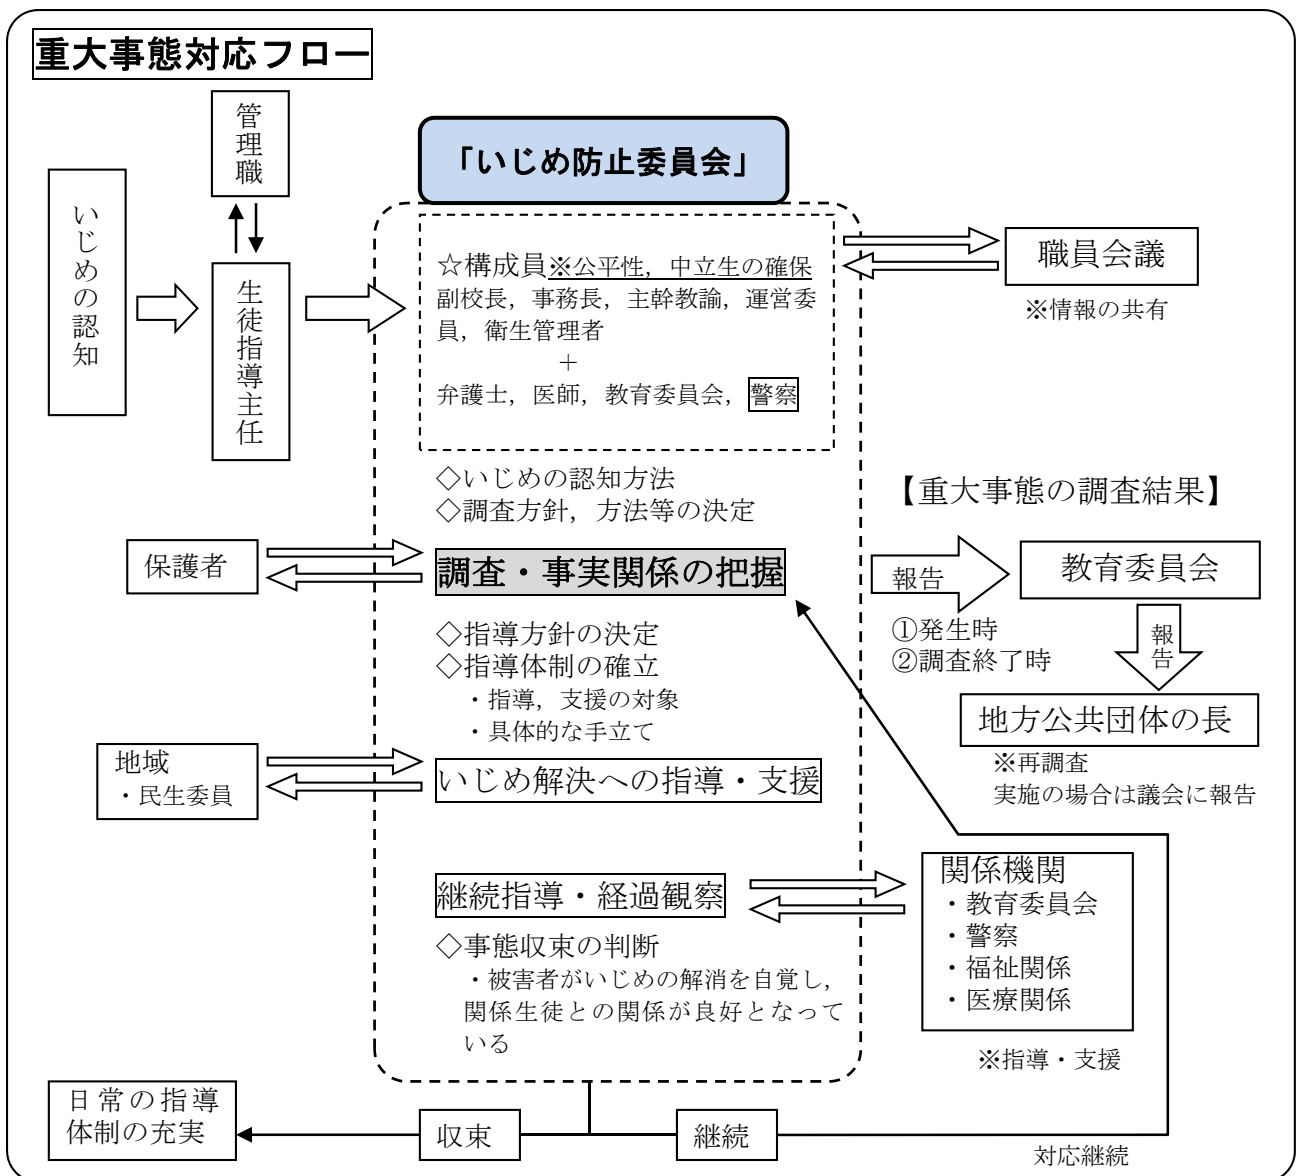 重大事態対応フロー
管理職
いじめの認知
生徒指導主任
「いじめ防止委員会」
☆構成員※公平性，中立生の確保
副校長，事務長，主幹教諭，運営委
員，衛生管理者
＋
弁護士，医師，教育委員会，警察
職員会議
※情報の共有
◇いじめの認知方法
◇調査方針，方法等の決定
保護者
調査・事実関係の把握
◇指導方針の決定
◇指導体制の確立
・指導，支援の対象
・具体的な手立て
【重大事態の調査結果】
報告
教育委員会
①発生時
②調査終了時
報告
地方公共団体の長
※再調査
実施の場合は議会に報告
地域
・民生委員
いじめ解決への指導・支援
継続指導・経過観察
◇事態収束の判断
・被害者がいじめの解消を自覚し，
関係生徒との関係が良好となって
いる
関係機関
・教育委員会
・警察
・福祉関係
・医療関係
※指導・支援
日常の指導
体制の充実
収束
継続
対応継続